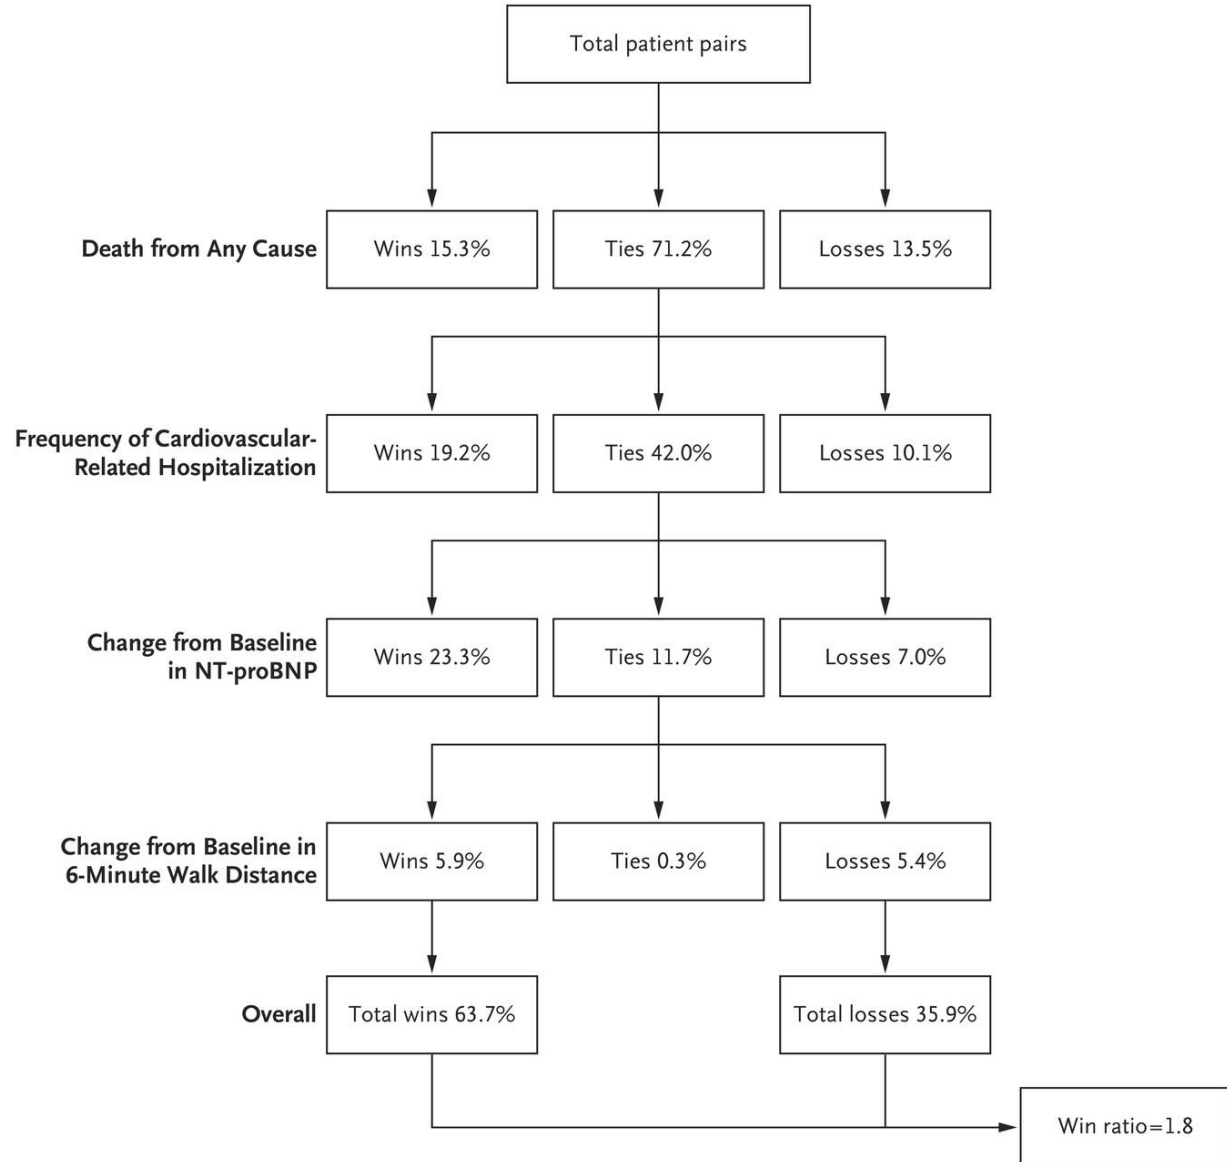 Total patient pairs
Death from Any Cause
Wins 15.3%
Ties 71.2%
Losses 13.5%
Frequency of Cardiovascular-
Related Hospitalization
Wins 19.2%
Ties 42.0%
Losses 10.1%
Change from Baseline
in NT-proBNP
Wins 23.3%
Ties 11.7%
Losses 7.0%
Change from Baseline in
6-Minute Walk Distance
Wins 5.9%
Ties 0.3%
Losses 5.4%
Overall
Total wins 63.7%
Total losses 35.9%
Win ratio=1.8